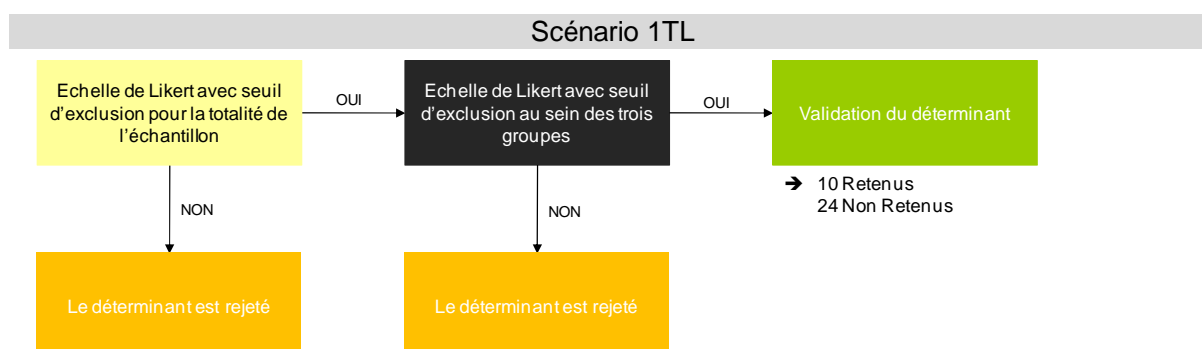 Scénario 1TL
Echelle de Likert avec seuil
d’exclusion pour la totalité de
l’échantillon
OUI
Echelle de Likert avec seuil
d’exclusion au sein des trois
groupes
OUI
Validation du déterminant
➔ 10 Retenus
24 Non Retenus
NON
NON
Le déterminant est rejeté
Le déterminant est rejeté